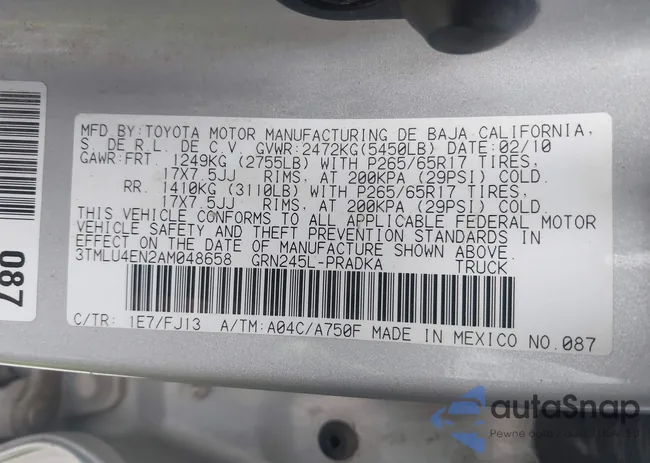 MFD.BY:TOYOTA MOTOR MANUFACTURING DE BAJA CALIFORNIA,
S. DE R.L. DE C.V. GVWR:2472KG(5450LB) DATE:02/10
GAWR:FRT. 1249KG (2755LB) WITH P265/65R17 TIRES,
17X7.5JJ RIMS, AT 200KPA (29PSI) COLD.
RR. 1410KG (3110LB) WITH P265/65R17 TIRES,
17X7.5JJ RIMS, AT 200KPA (29PSI) COLD.
THIS VEHICLE CONFORMS TO ALL APPLICABLE FEDERAL MOTOR
VEHICLE SAFETY AND THEFT PREVENTION STANDARDS IN
EFFECT ON THE DATE OF MANUFACTURE SHOWN ABOVE.
3TMLU4EN2AM048658 GRN245L-PRADKA TRUCK
C/TR: 1E7/FJ13 A/TM:A04C/A750F MADE IN MEXICO NO.087
087
autoSnap
Pewne auto z